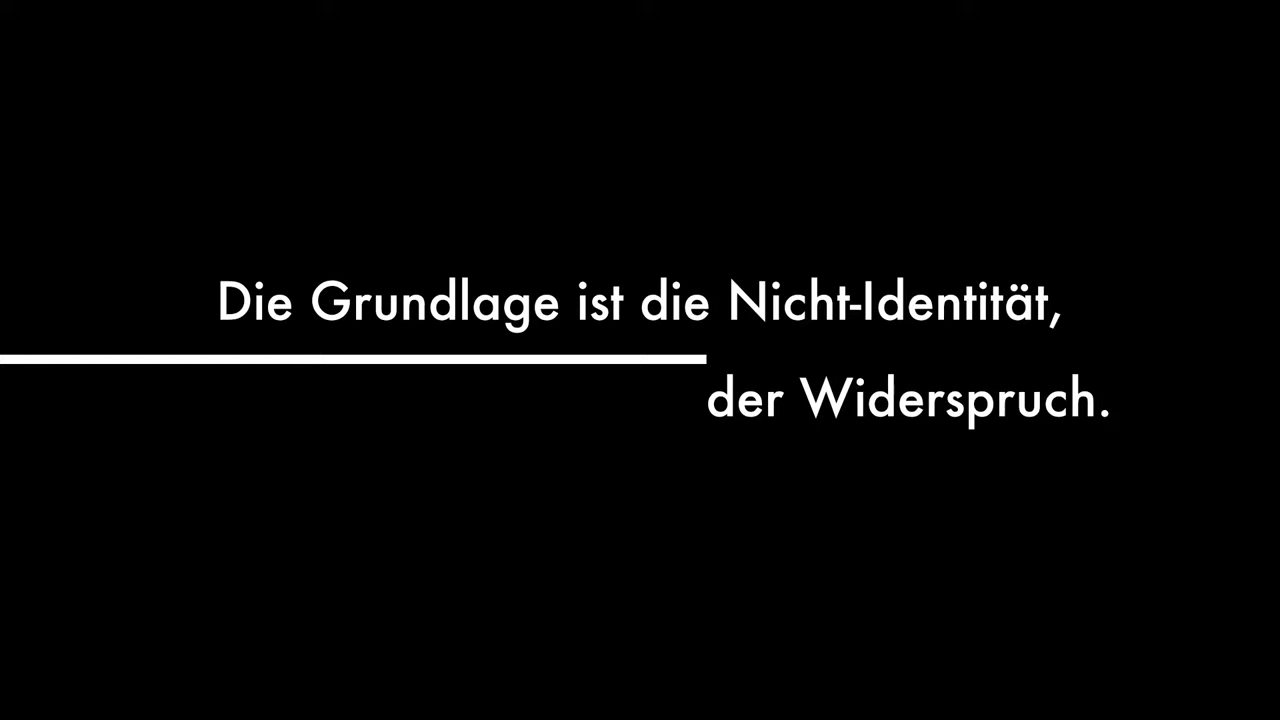 Die Grundlage ist die Nicht-Identität,
der Widerspruch.